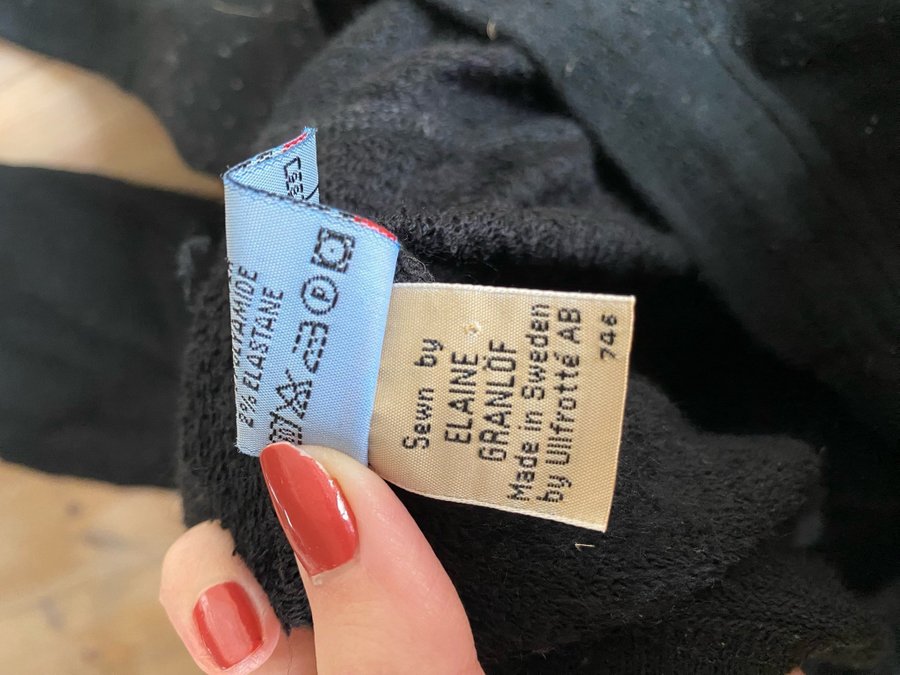 2% ELASTANE
P
Sewn by
ELAINE
GRANLÖF
Made in Sweden
by Ullfrotté AB
746